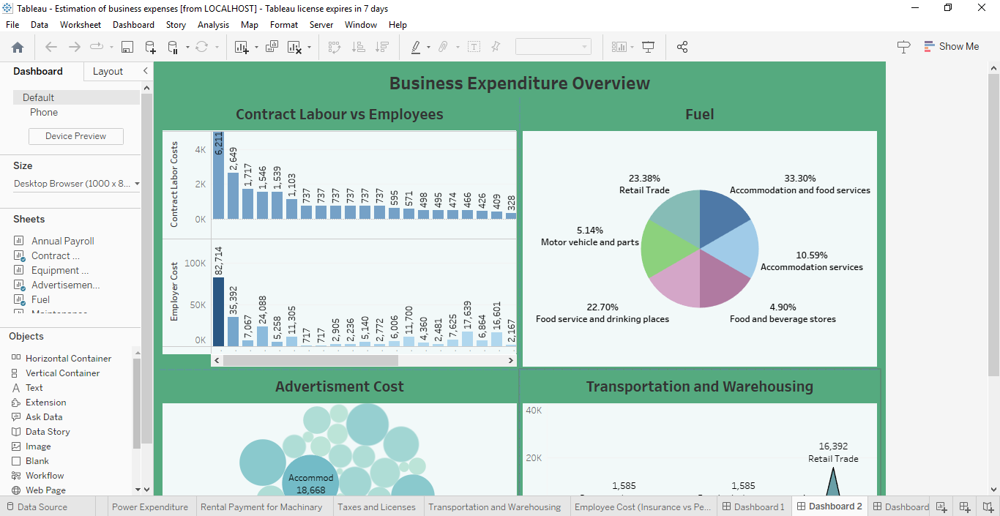 Tableau - Estimation of business expenses [from LOCALHOST] - Tableau license expires in 7 days
File Data Worksheet Dashboard Story Analysis Map Format Server Window Help
Show Me
Dashboard Layout
Default
Phone
Device Preview
Size
Desktop Browser (1000 x 8...
Sheets
Annual Payroll
Contract ...
Equipment ...
Advertisemen...
Fuel
Objects
Horizontal Container
Vertical Container
Text
Extension
Ask Data
Data Story
Image
Blank
Workflow
Web Page
Business Expenditure Overview
Contract Labour vs Employees
Contract Labor Costs
4K
2K
0K
6,211 2,649 1,717 1,546 1,539 1,103 737 737 737 737 737 737 595 571 498 495 474 466 426 409 328
Employer Cost
100K
50K
0K
82,714 35,392 7,067 24,088 5,258 11,305 717 717 2,905 2,236 5,140 2,772 6,006 11,700 4,360 2,481 7,625 17,639 6,864 16,601 2,167
Fuel
23.38%
Retail Trade
33.30%
Accommodation and food services
5.14%
Motor vehicle and parts
10.59%
Accommodation services
22.70%
Food service and drinking places
4.90%
Food and beverage stores
Advertisment Cost
Accommod
18,668
Transportation and Warehousing
40K
20K
16,392
Retail Trade
1,585
1,585
Data Source Power Expenditure Rental Payment for Machinary Taxes and Licenses Transportation and Warehousing Employee Cost (Insurance vs Pe... Dashboard 1 Dashboard 2 Dashboard